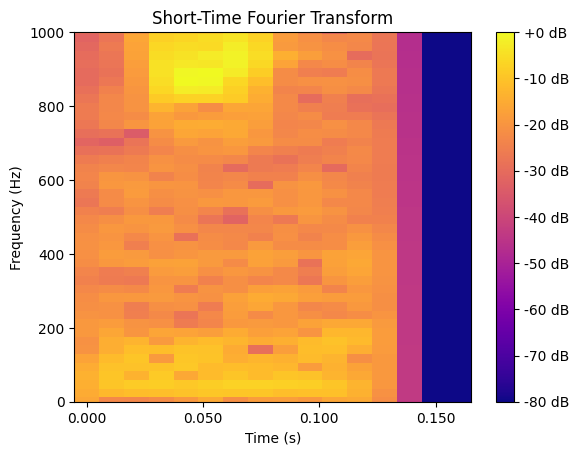 Short-Time Fourier Transform
1000
800
600
400
200
0
Frequency (Hz)
0.000
0.050
0.100
0.150
Time (s)
+0 dB
-10 dB
-20 dB
-30 dB
-40 dB
-50 dB
-60 dB
-70 dB
-80 dB